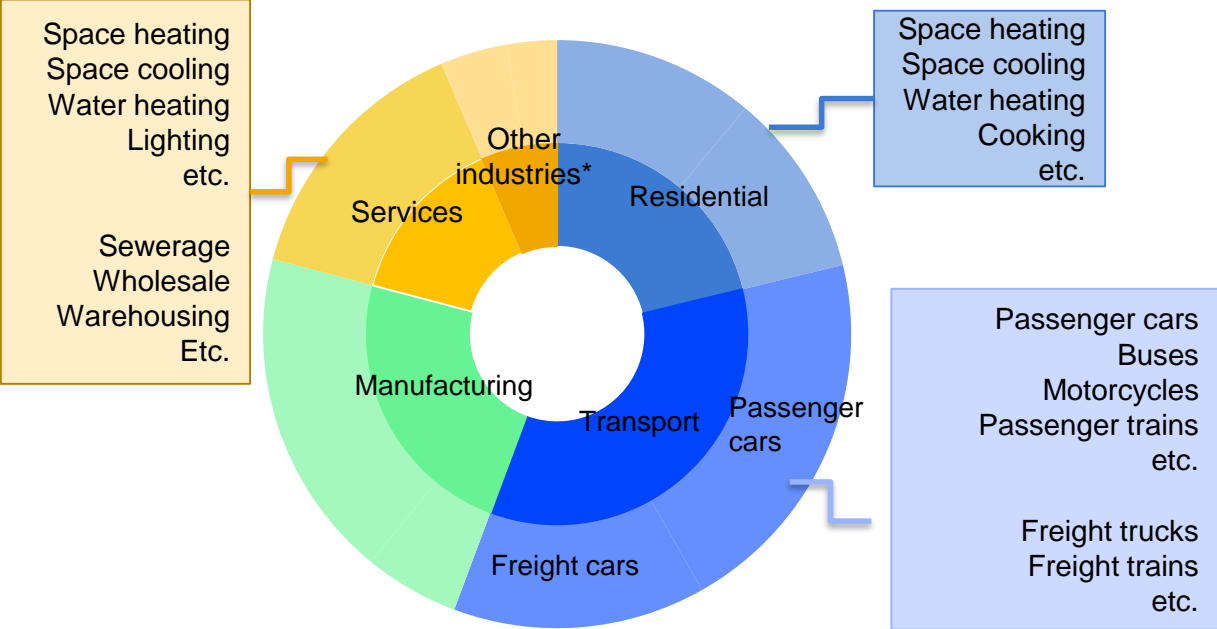 Space heating
Space cooling
Water heating
Lighting
etc.
Sewerage
Wholesale
Warehousing
Etc.
Space heating
Space cooling
Water heating
Cooking
etc.
Other
industries*
Residential
Services
Manufacturing
Transport
Passenger
cars
Freight cars
Passenger cars
Buses
Motorcycles
Passenger trains
etc.
Freight trucks
Freight trains
etc.